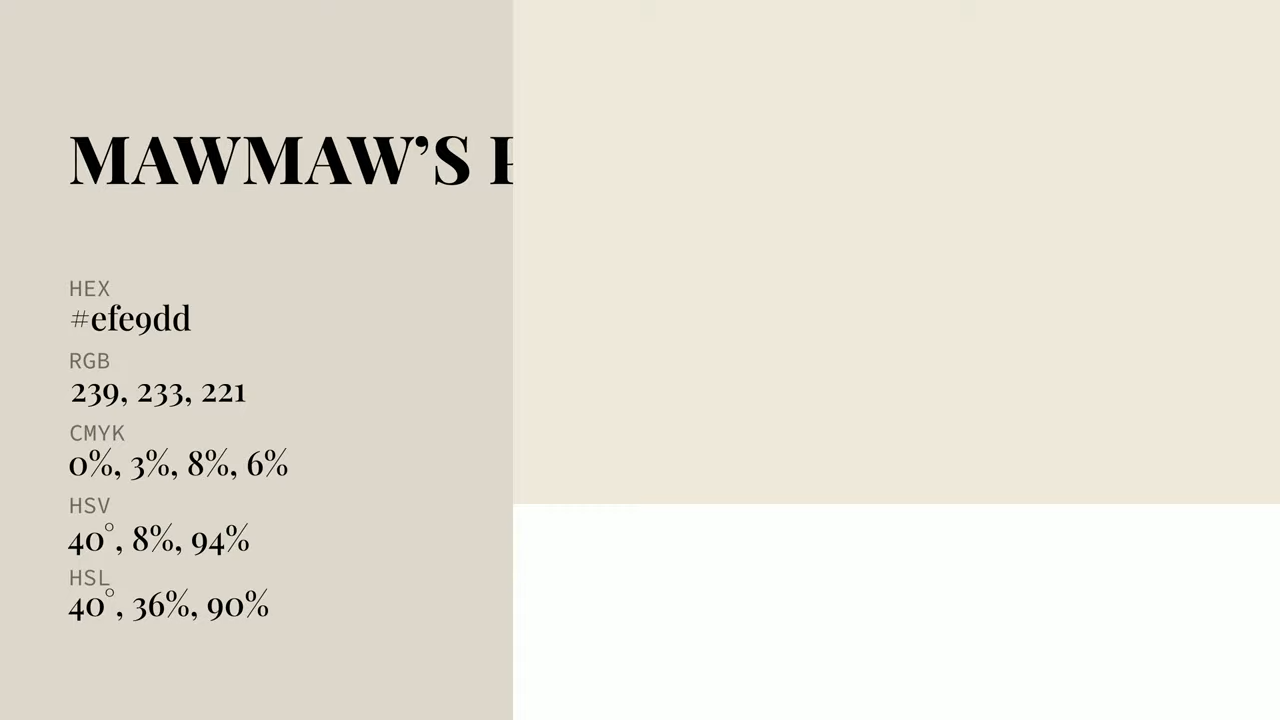 MAWMAW’S
HEX
#efe9dd
RGB
239, 233, 221
CMYK
0%, 3%, 8%, 6%
HSV
40°, 8%, 94%
HSL
40°, 36%, 90%